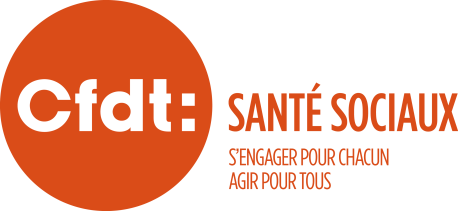 Cfdt:
SANTÉ SOCIAUX
S'ENGAGER POUR CHACUN
AGIR POUR TOUS